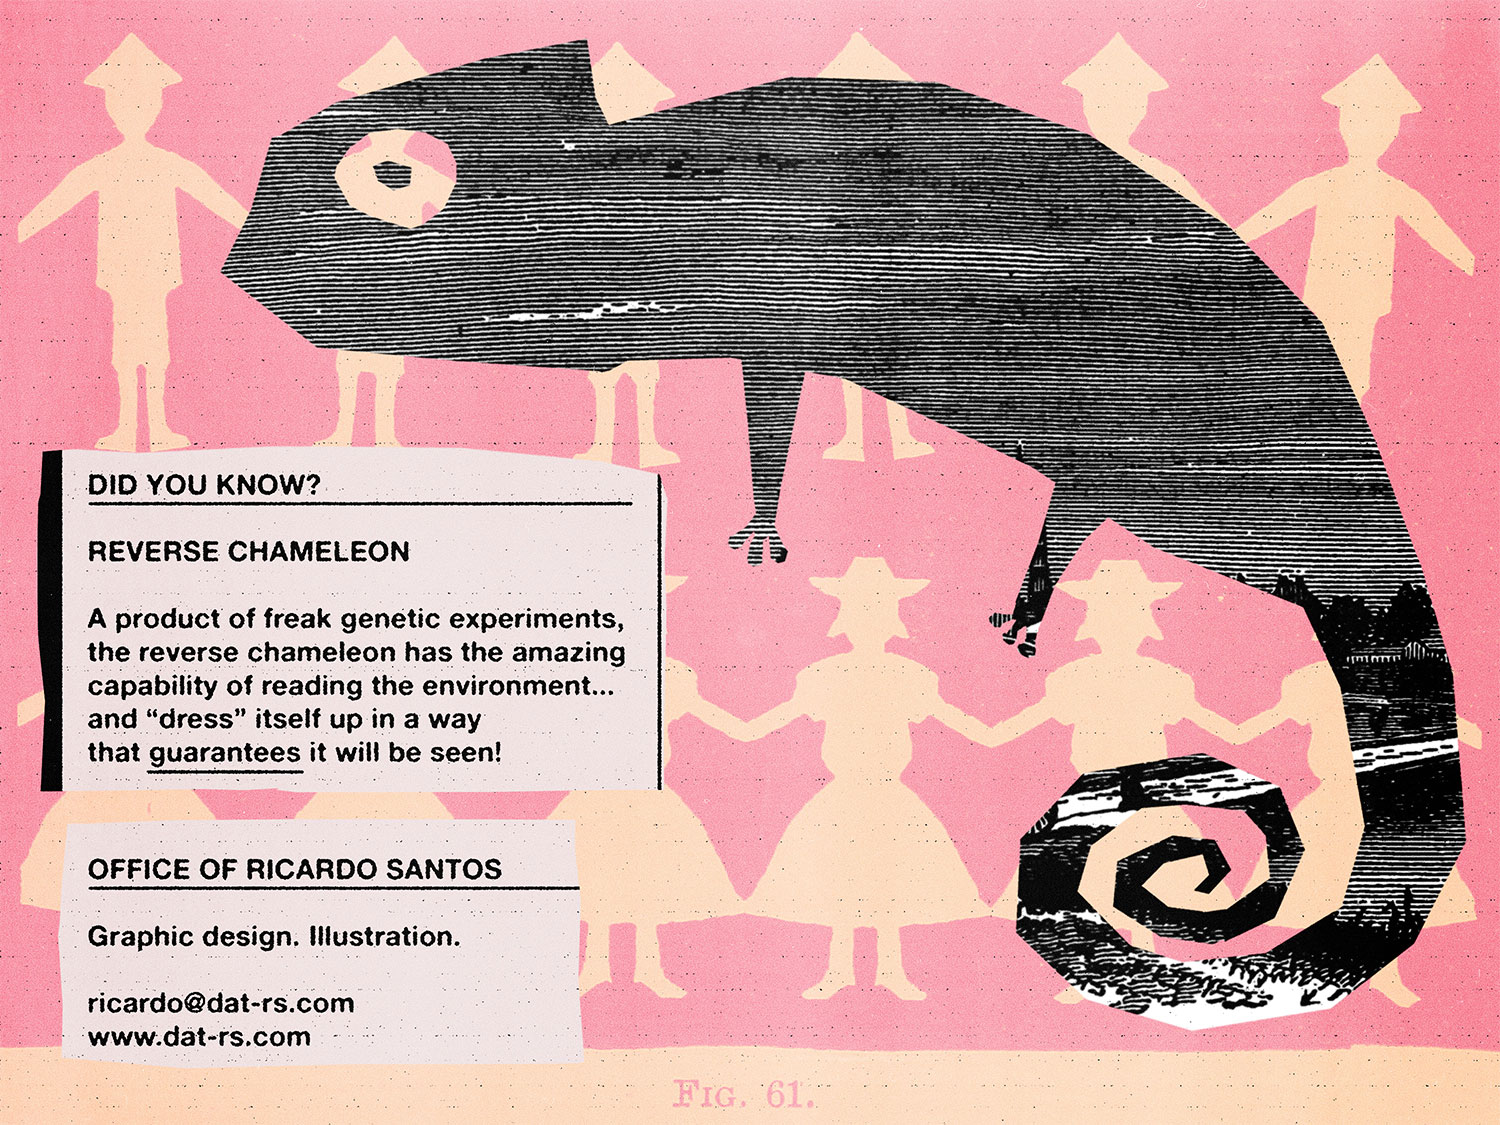 DID YOU KNOW?
REVERSE CHAMELEON
A product of freak genetic experiments,
the reverse chameleon has the amazing
capability of reading the environment...
and “dress” itself up in a way
that guarantees it will be seen!
OFFICE OF RICARDO SANTOS
Graphic design. Illustration.
ricardo@dat-rs.com
www.dat-rs.com
FIG. 61.